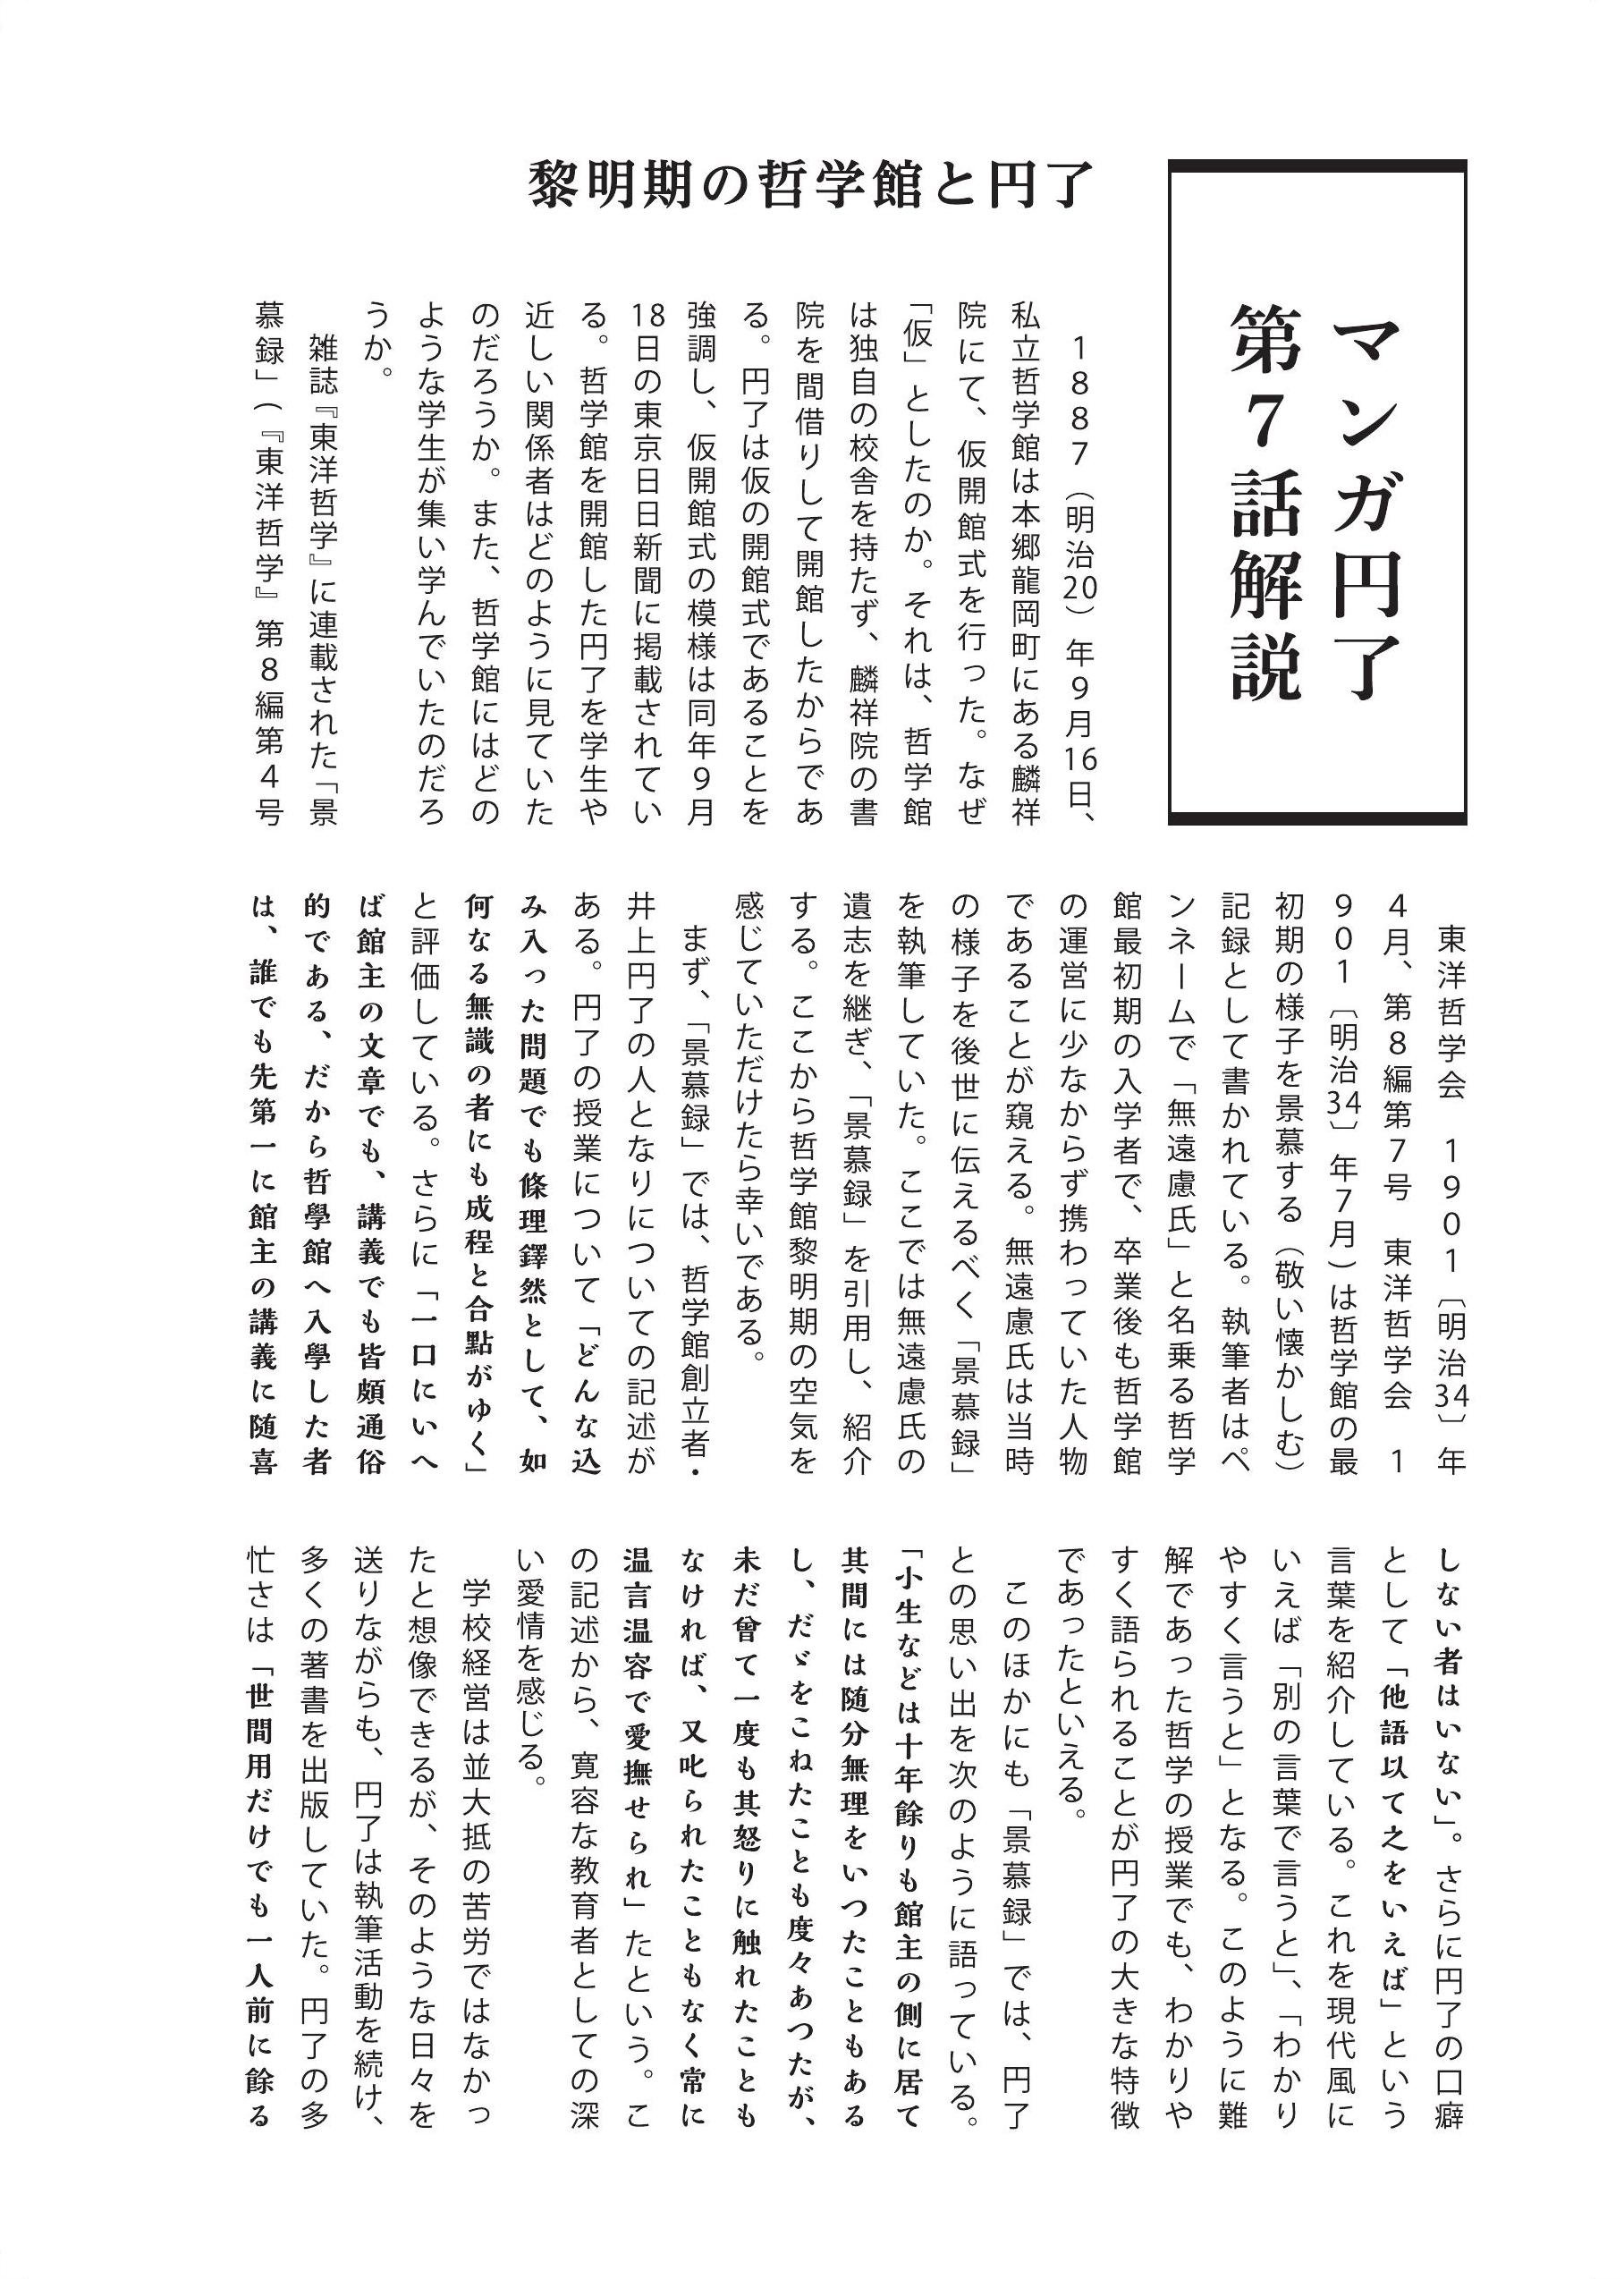 マンガ円了
第7話解説
黎明期の哲学館と円了
1887（明治20）年9月16日、
私立哲学館は本郷龍岡町にある麟祥
院にて、仮開館式を行った。なぜ
「仮」としたのか。それは、哲学館
は独自の校舎を持たず、麟祥院の書
院を間借りして開館したからであ
る。円了は仮の開館式であることを
強調し、仮開館式の模様は同年9月
18日の東京日日新聞に掲載されてい
る。哲学館を開館した円了を学生や
近しい関係者はどのように見ていた
のだろうか。また、哲学館にはどの
ような学生が集い学んでいたのだろ
うか。
雑誌『東洋哲学』に連載された「景
慕録」（『東洋哲学』第8編第4号
東洋哲学会　1901〔明治34〕年
4月、第8編第7号　東洋哲学会　1
901〔明治34〕年7月）は哲学館の最
初期の様子を景慕する（敬い懐かしむ）
記録として書かれている。執筆者はペ
ンネームで「無遠慮氏」と名乗る哲学
館最初期の入学者で、卒業後も哲学館
の運営に少なからず携わっていた人物
であることが窺える。無遠慮氏は当時
の様子を後世に伝えるべく「景慕録」
を執筆していた。ここでは無遠慮氏の
遺志を継ぎ、「景慕録」を引用し、紹介
する。ここから哲学館黎明期の空気を
感じていただけたら幸いである。
まず、「景慕録」では、哲学館創立者・
井上円了の人となりについての記述が
ある。円了の授業について「どんな込
み入った問題でも條理鐸然として、如
何なる無識の者にも成程と合點がゆく」
と評価している。さらに「一口にいへ
ば館主の文章でも、講義でも皆頗通俗
的である、だから哲學館へ入學した者
は、誰でも先第一に館主の講義に随喜
しない者はいない」。さらに円了の口癖
として「他語以て之をいえば」という
言葉を紹介している。これを現代風に
いえば「別の言葉で言うと」、「わかり
やすく言うと」となる。このように難
解であった哲学の授業でも、わかりや
すく語られることが円了の大きな特徴
であったといえる。
このほかにも「景慕録」では、円了
との思い出を次のように語っている。
「小生などは十年餘りも館主の側に居て
其間には随分無理をいつたこともある
し、だゞをこねたことも度々あつたが、
未だ曾て一度も其怒りに触れたことも
なければ、又叱られたこともなく常に
温言温容で愛撫せられ」たという。こ
の記述から、寛容な教育者としての深
い愛情を感じる。
学校経営は並大抵の苦労ではなかっ
たと想像できるが、そのような日々を
送りながらも、円了は執筆活動を続け、
多くの著書を出版していた。円了の多
忙さは「世間用だけでも一人前に餘る